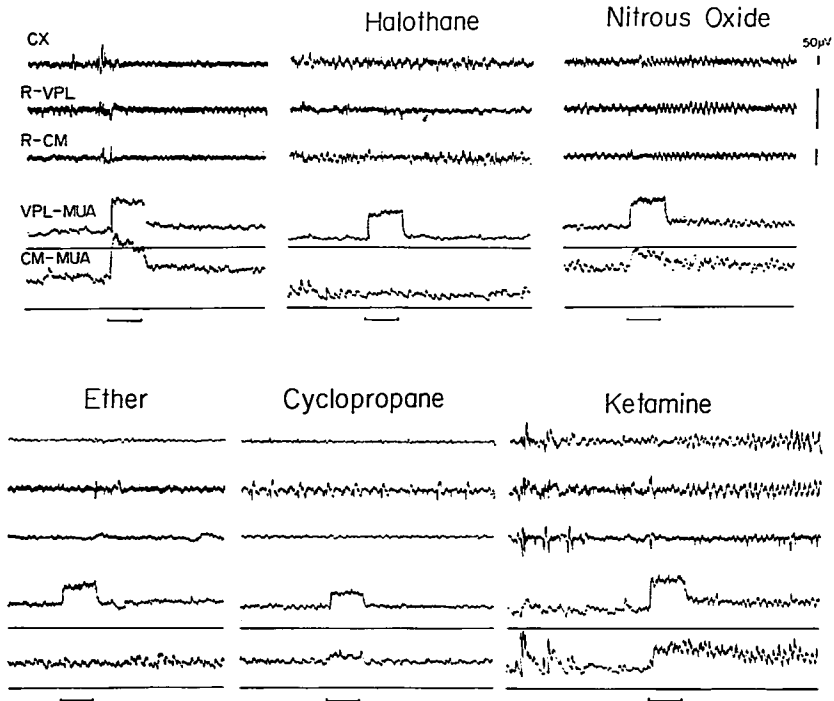 Halothane
Nitrous Oxide
CX
50μV
R-VPL
R-CM
VPL-MUA
CM-MUA
Ether
Cyclopropane
Ketamine